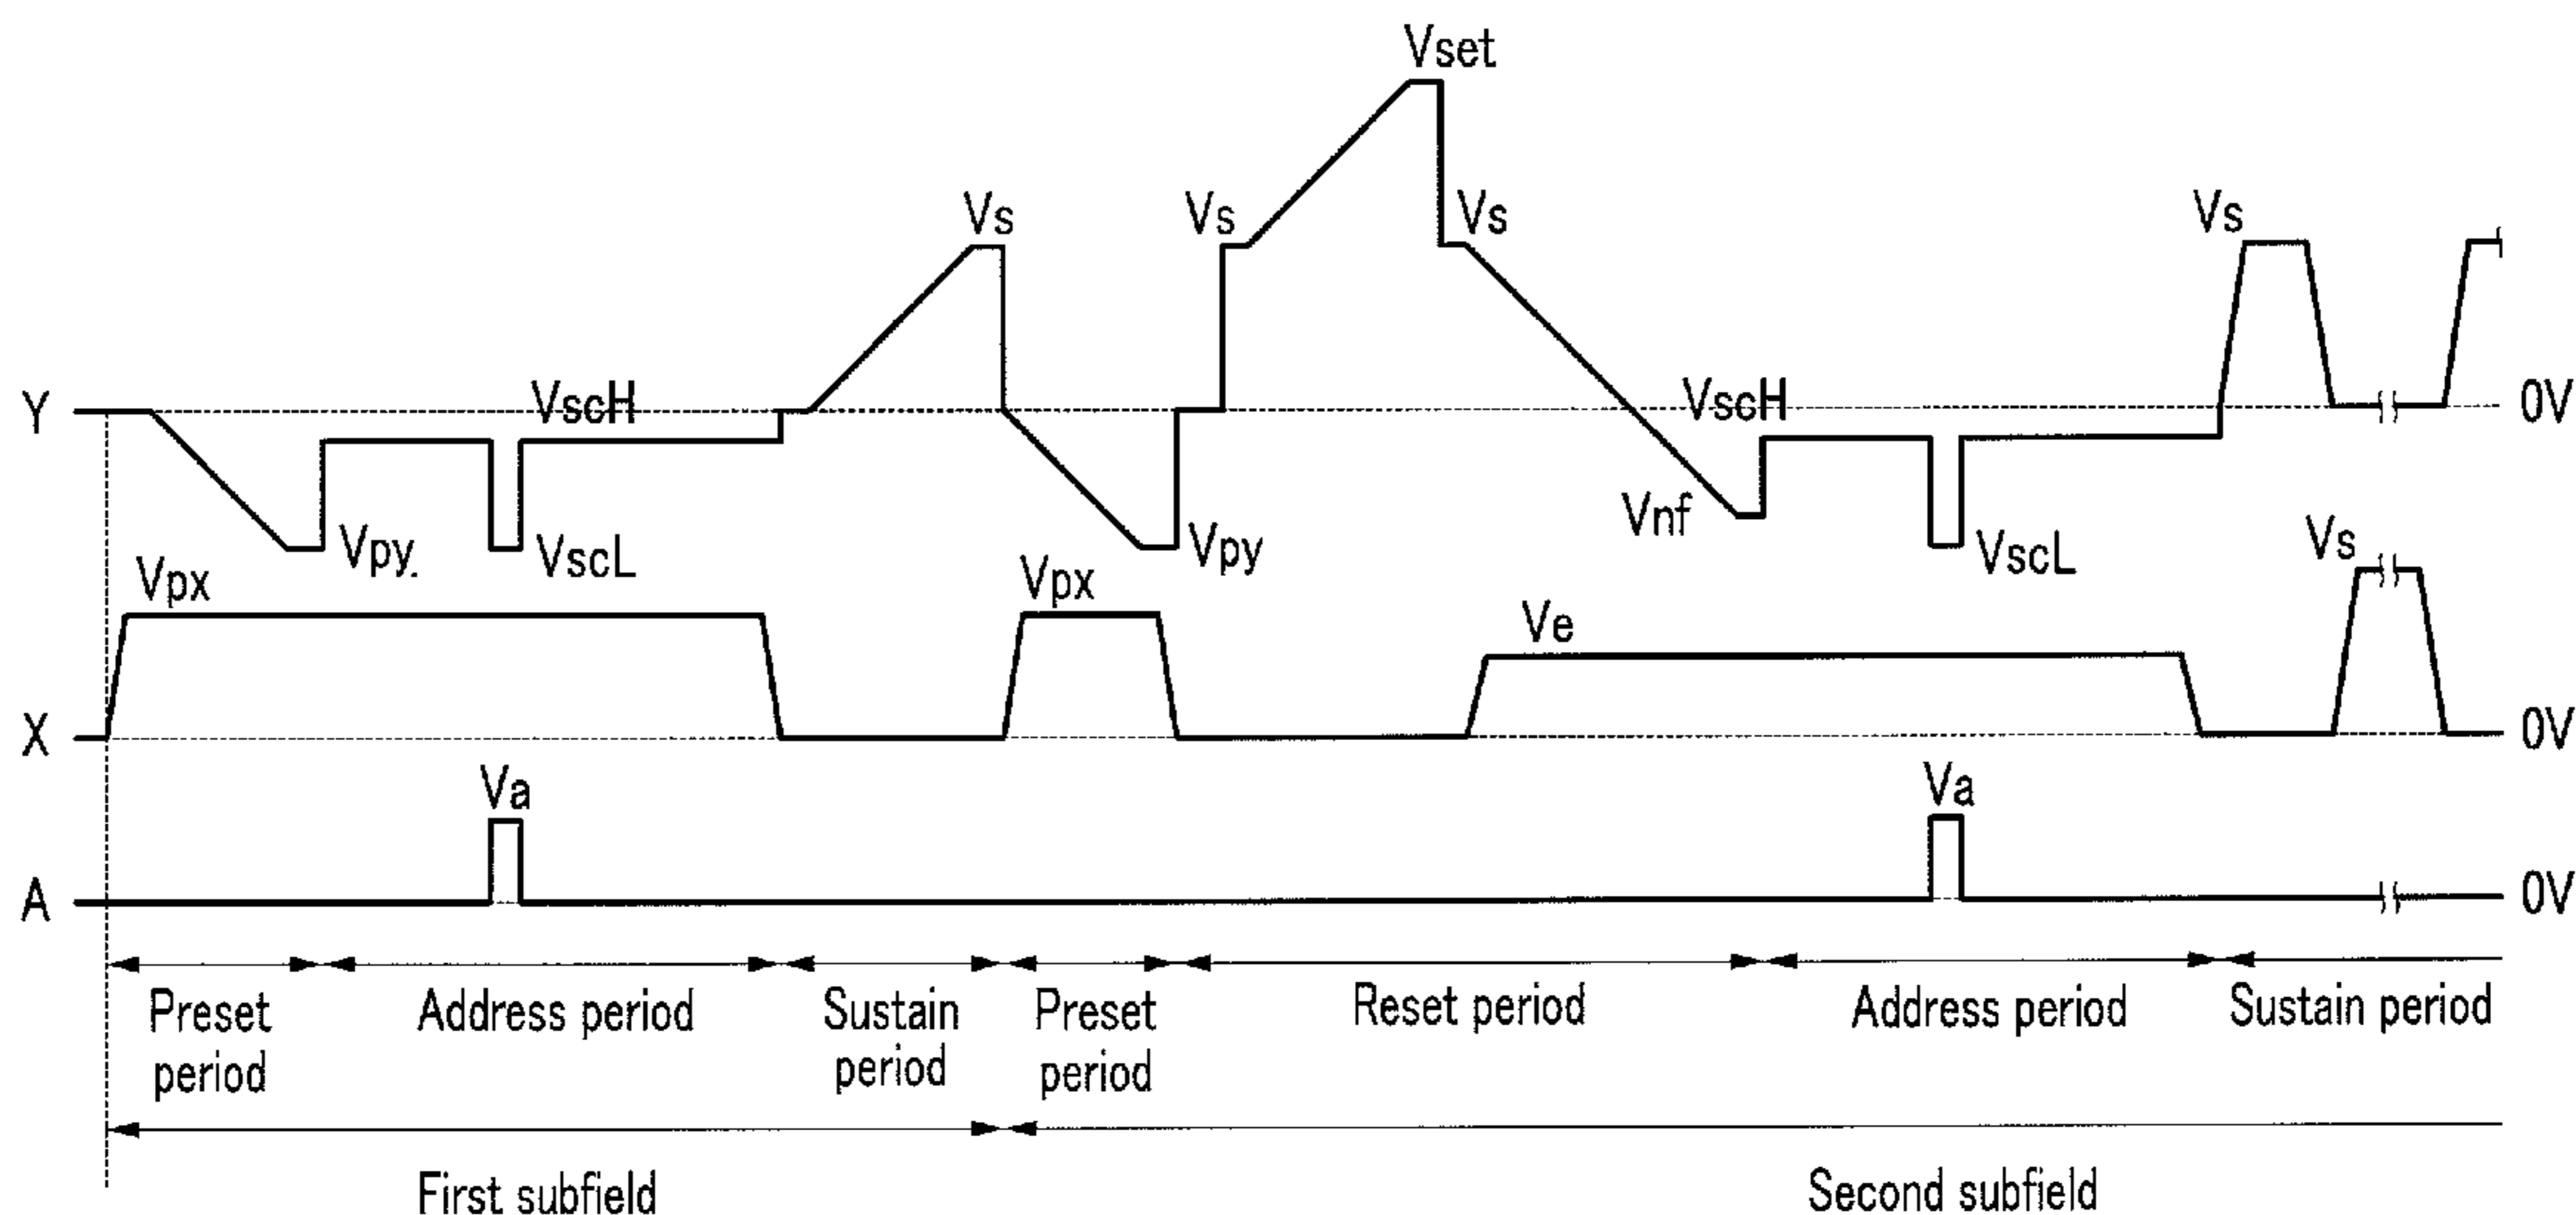 Vset
Vs
Vs
Vs
Vs
Y
VscH
VscH
0V
Vpy.
VscL
Vpy
Vnf
VscL
Vs
Vpx
Vpx
Ve
X
0V
Va
Va
A
0V
Preset
period
Address period
Sustain
period
Preset
period
Reset period
Address period
Sustain period
First subfield
Second subfield